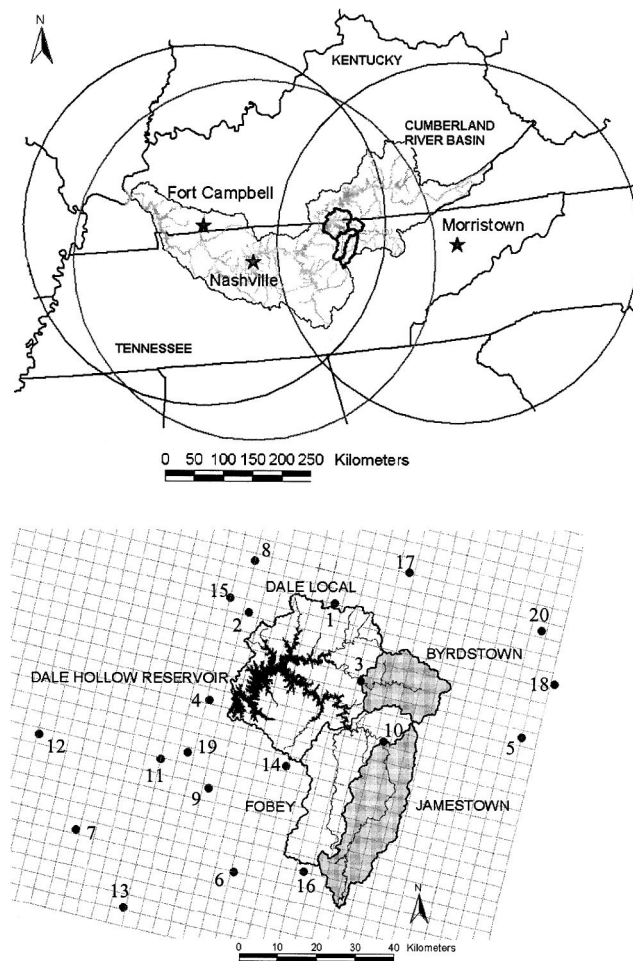 N
KENTUCKY
CUMBERLAND
RIVER BASIN
Fort Campbell
Morristown
Nashville
TENNESSEE
0 50 100 150 200 250 Kilometers
8
17
15
DALE LOCAL
2
1
20
BYRDSTOWN
3
DALE HOLLOW RESERVOIR
18
4
12
10
5
19
11
14
9
FOBEY
JAMESTOWN
7
6
16
13
N
0 10 20 30 40 Kilometers